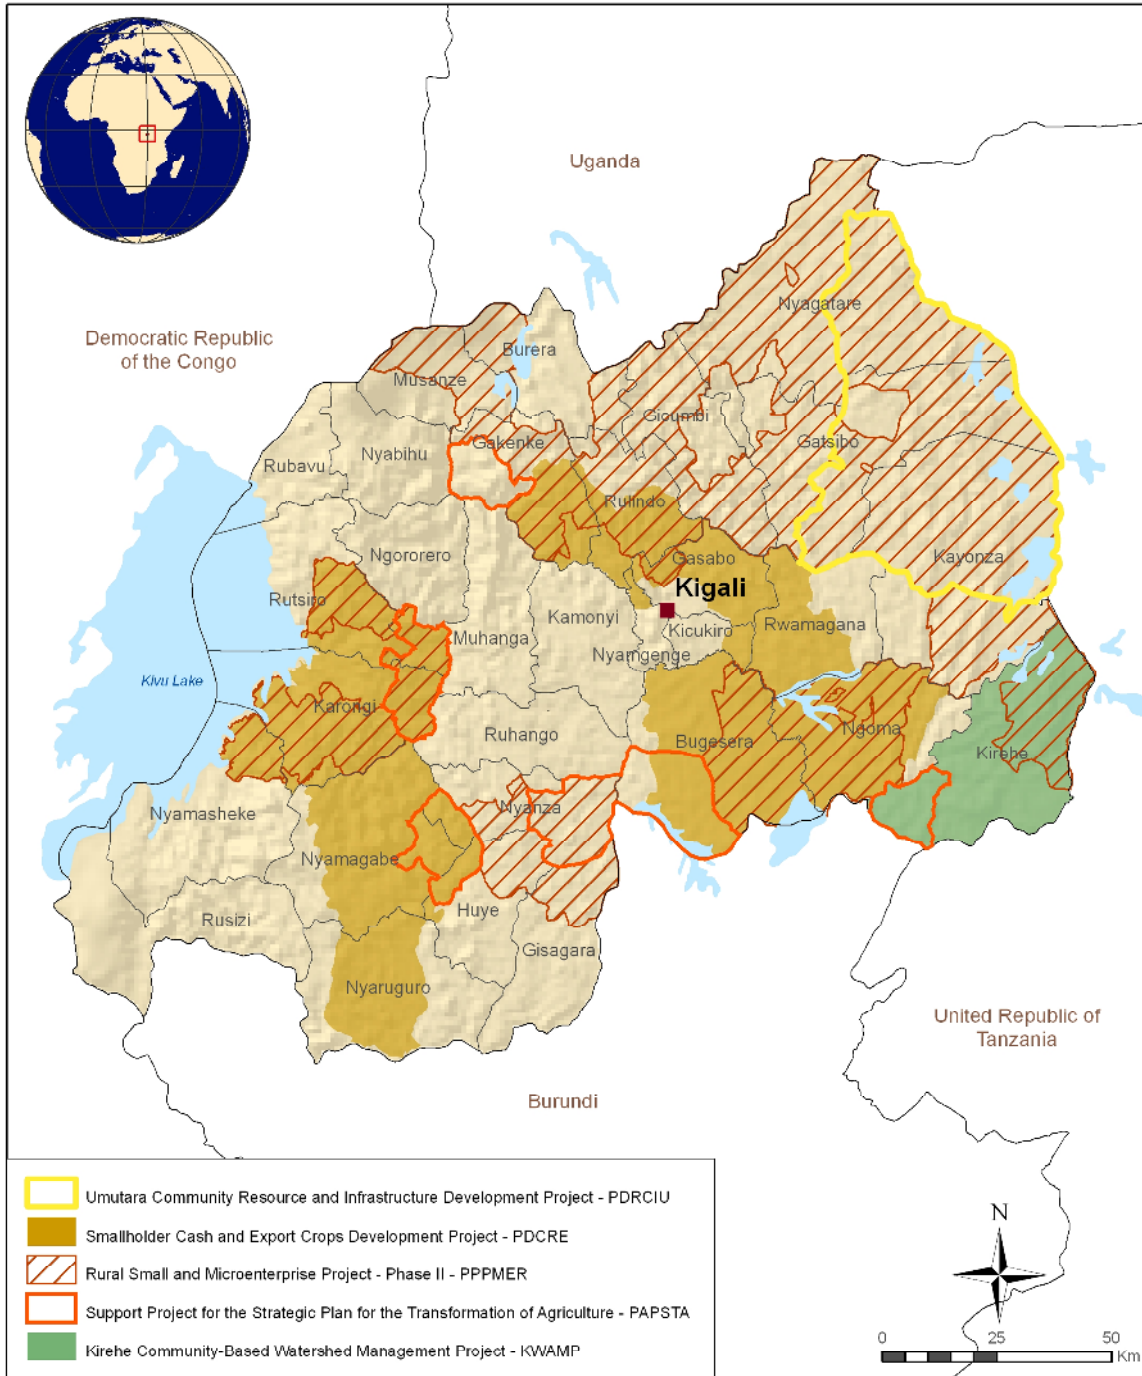 Uganda
Democratic Republic
of the Congo
Nyagatare
Burera
Musanze
Gicumbi
Gatsibo
Gakenke
Nyabihu
Rubavu
Rulindo
Ngororero
Gasabo
Kayonza
Kigali
Rutsiro
Kamonyi
Kicukiro
Rwamagana
Muhanga
Nyamgenge
Kivu Lake
Karongi
Ruhango
Bugesera
Ngoma
Kirehe
Nyamasheke
Nyanza
Nyamagabe
Huye
Rusizi
Gisagara
Nyaruguro
United Republic of
Tanzania
Burundi
Umutara Community Resource and Infrastructure Development Project - PDRCIU
Smallholder Cash and Export Crops Development Project - PDCRE
Rural Small and Microenterprise Project - Phase II - PPPMER
Support Project for the Strategic Plan for the Transformation of Agriculture - PAPSTA
Kirehe Community-Based Watershed Management Project - KWAMP
N
0 25 50
Km